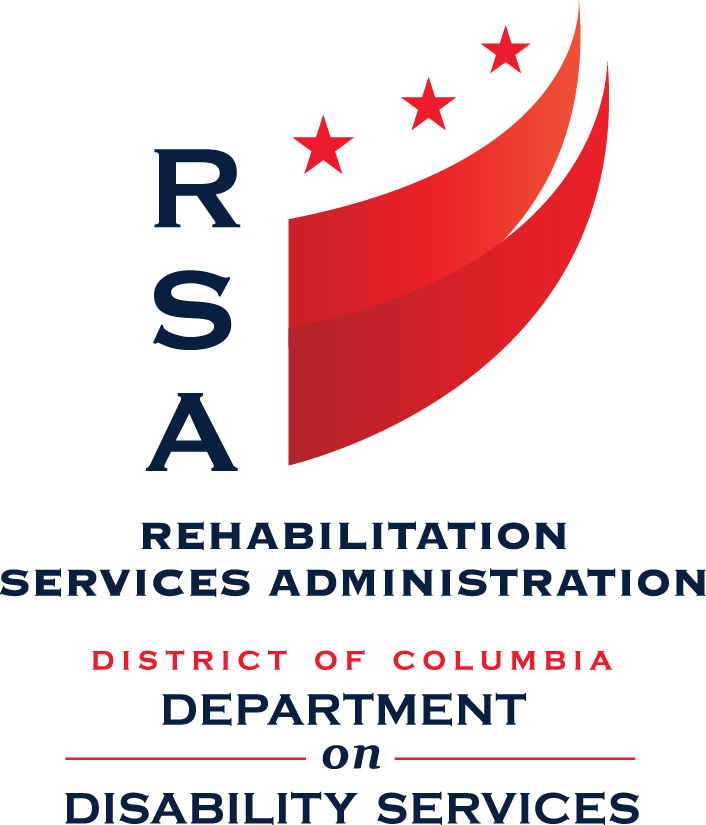 R
S
A
REHABILITATION
SERVICES ADMINISTRATION
DISTRICT OF COLUMBIA
DEPARTMENT
on
DISABILITY SERVICES